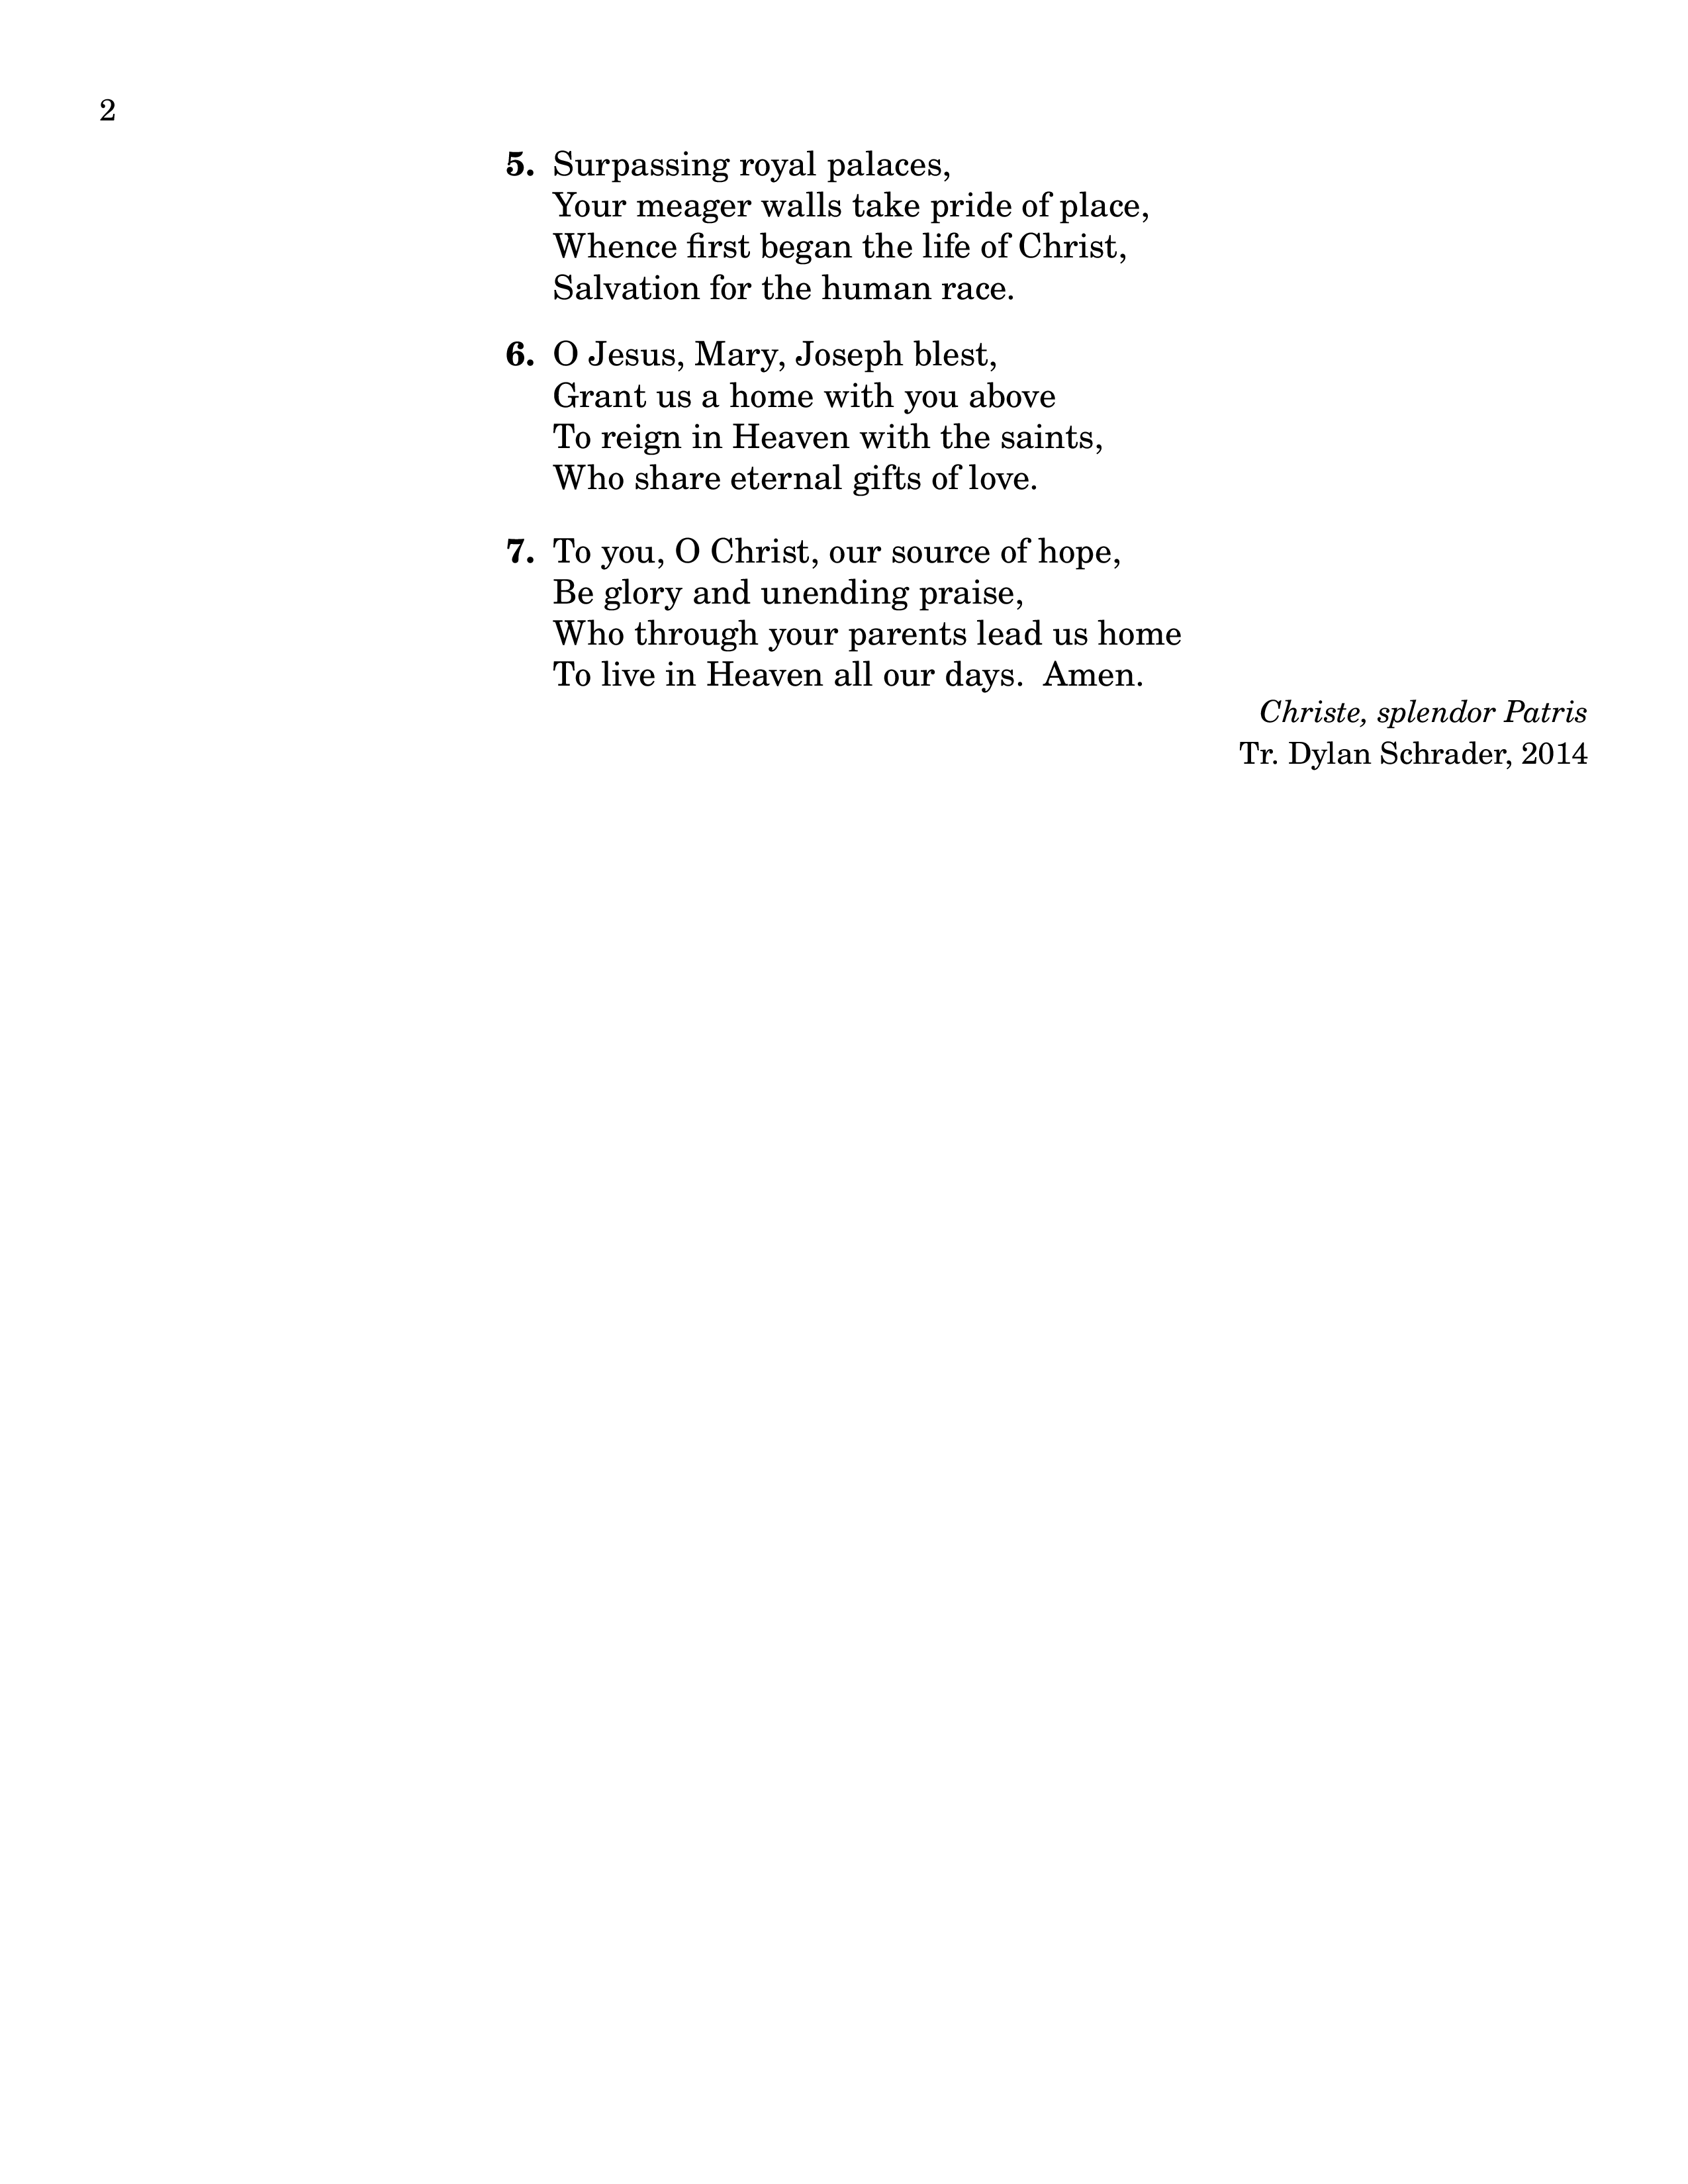 2
5. Surpassing royal palaces,
Your meager walls take pride of place,
Whence first began the life of Christ,
Salvation for the human race.
6. O Jesus, Mary, Joseph blest,
Grant us a home with you above
To reign in Heaven with the saints,
Who share eternal gifts of love.
7. To you, O Christ, our source of hope,
Be glory and unending praise,
Who through your parents lead us home
To live in Heaven all our days.  Amen.
Christe, splendor Patris
Tr. Dylan Schrader, 2014